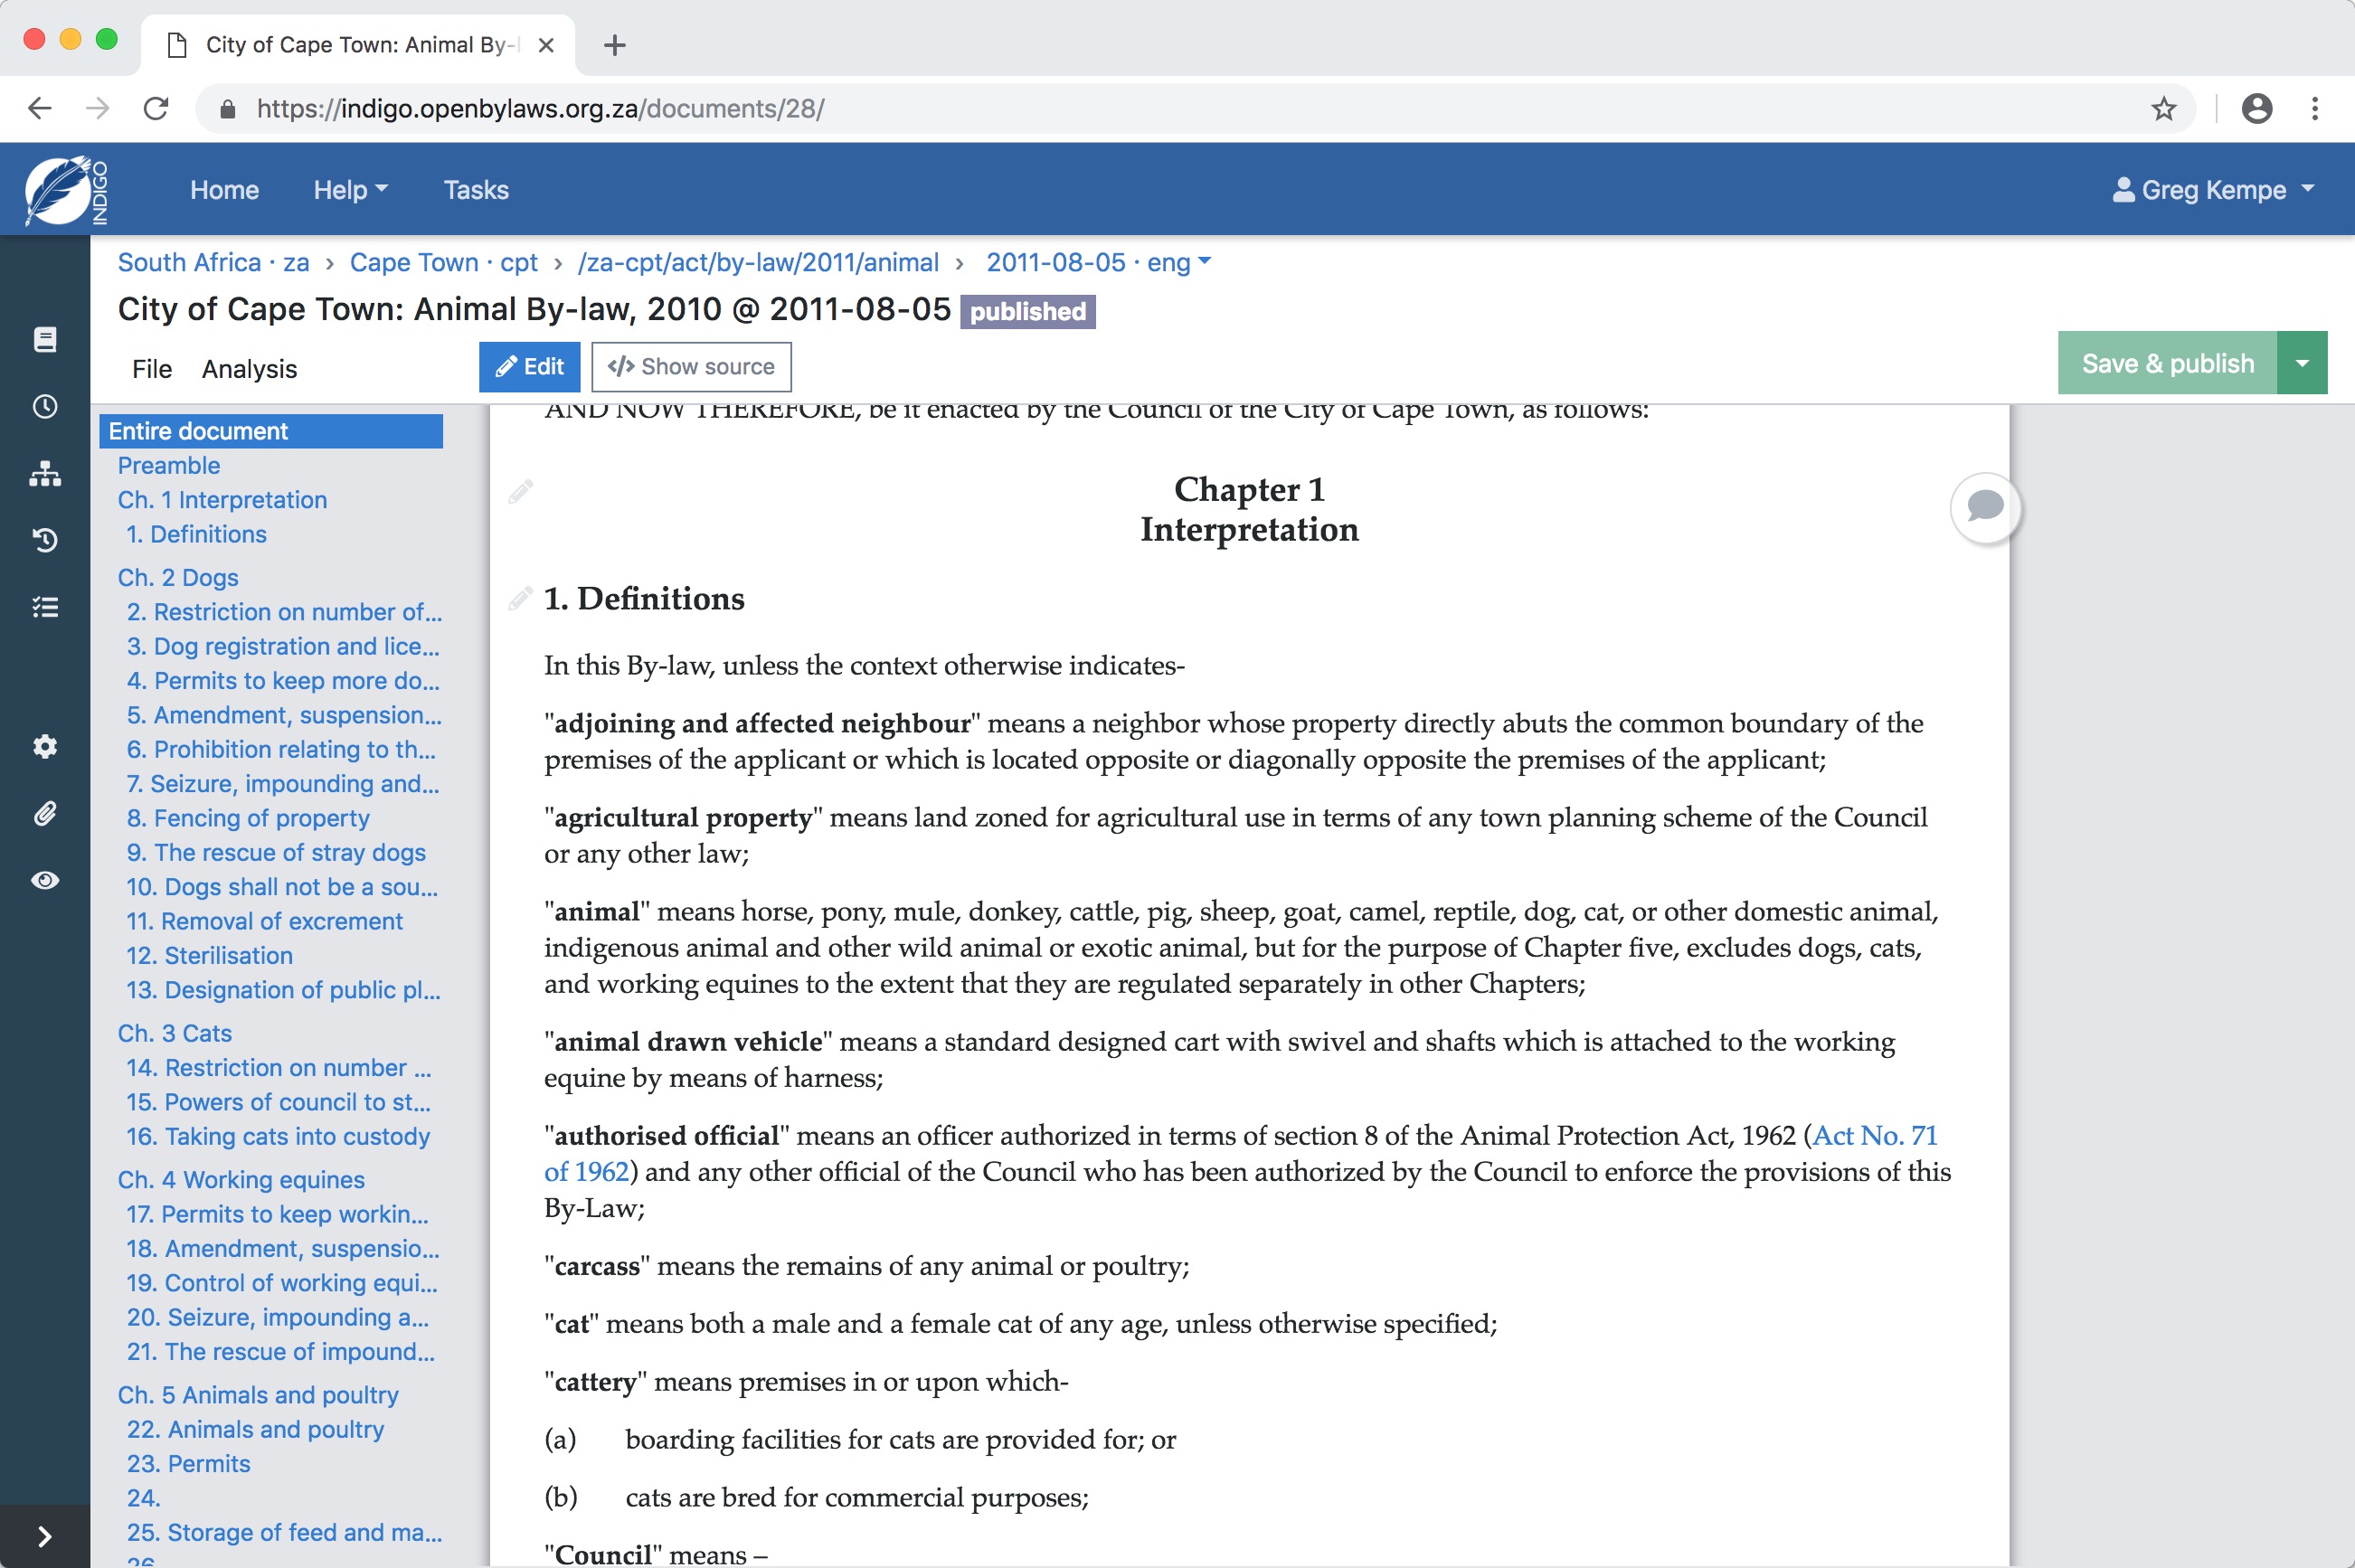 City of Cape Town: Animal By-
https://indigo.openbylaws.org.za/documents/28/
INDIGO
Home Help Tasks
Greg Kempe
South Africa · za › Cape Town · cpt › /za-cpt/act/by-law/2011/animal › 2011-08-05 · eng
City of Cape Town: Animal By-law, 2010 @ 2011-08-05 published
File Analysis Edit </> Show source
Save & publish
Entire document
Preamble
Ch. 1 Interpretation
1. Definitions
Ch. 2 Dogs
2. Restriction on number of...
3. Dog registration and lice...
4. Permits to keep more do...
5. Amendment, suspension...
6. Prohibition relating to th...
7. Seizure, impounding and...
8. Fencing of property
9. The rescue of stray dogs
10. Dogs shall not be a sou...
11. Removal of excrement
12. Sterilisation
13. Designation of public pl...
Ch. 3 Cats
14. Restriction on number ...
15. Powers of council to st...
16. Taking cats into custody
Ch. 4 Working equines
17. Permits to keep workin...
18. Amendment, suspensio...
19. Control of working equi...
20. Seizure, impounding a...
21. The rescue of impound...
Ch. 5 Animals and poultry
22. Animals and poultry
23. Permits
24.
25. Storage of feed and ma...
26.
AND NOW THEREFORE, be it enacted by the Council of the City of Cape Town, as follows:
Chapter 1
Interpretation
1. Definitions
In this By-law, unless the context otherwise indicates-
"adjoining and affected neighbour" means a neighbor whose property directly abuts the common boundary of the
premises of the applicant or which is located opposite or diagonally opposite the premises of the applicant;
"agricultural property" means land zoned for agricultural use in terms of any town planning scheme of the Council
or any other law;
"animal" means horse, pony, mule, donkey, cattle, pig, sheep, goat, camel, reptile, dog, cat, or other domestic animal,
indigenous animal and other wild animal or exotic animal, but for the purpose of Chapter five, excludes dogs, cats,
and working equines to the extent that they are regulated separately in other Chapters;
"animal drawn vehicle" means a standard designed cart with swivel and shafts which is attached to the working
equine by means of harness;
"authorised official" means an officer authorized in terms of section 8 of the Animal Protection Act, 1962 (Act No. 71
of 1962) and any other official of the Council who has been authorized by the Council to enforce the provisions of this
By-Law;
"carcass" means the remains of any animal or poultry;
"cat" means both a male and a female cat of any age, unless otherwise specified;
"cattery" means premises in or upon which-
(a) boarding facilities for cats are provided for; or
(b) cats are bred for commercial purposes;
"Council" means –